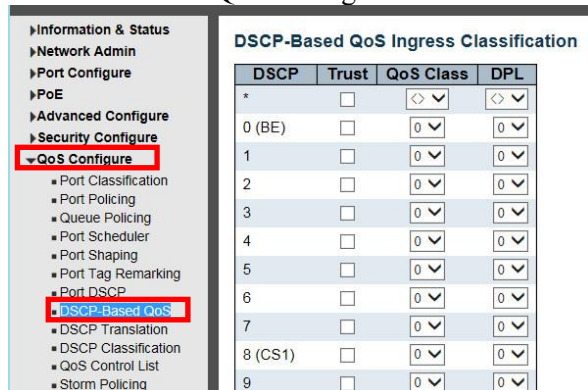 Information & Status
Network Admin
Port Configure
PoE
Advanced Configure
Security Configure
QoS Configure
Port Classification
Port Policing
Queue Policing
Port Scheduler
Port Shaping
Port Tag Remarking
Port DSCP
DSCP-Based QoS
DSCP Translation
DSCP Classification
QoS Control List
Storm Policing
DSCP-Based QoS Ingress Classification
DSCP Trust QoS Class DPL
* <> <>
0 (BE) 0 0
1 0 0
2 0 0
3 0 0
4 0 0
5 0 0
6 0 0
7 0 0
8 (CS1) 0 0
9 0 0